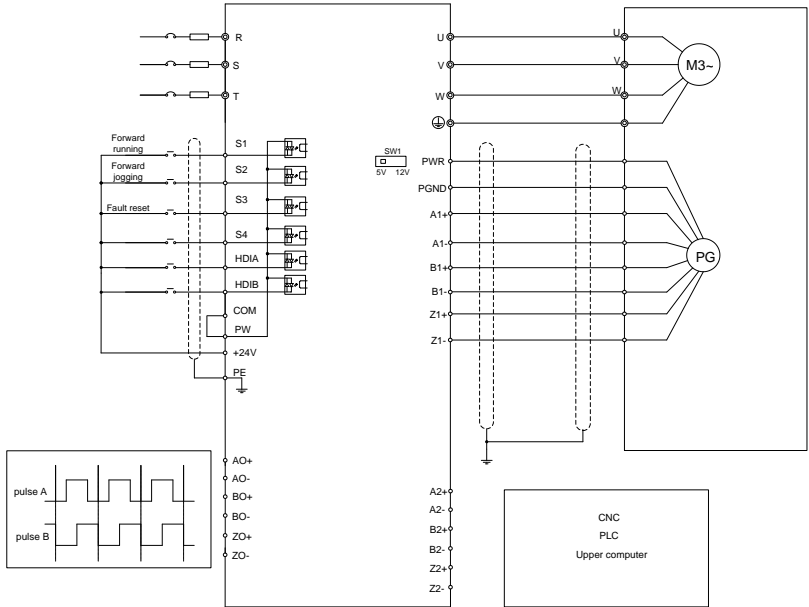 R
S
T
Forward
running
Forward
jogging
Fault reset
S1
S2
S3
S4
HDIA
HDIB
COM
PW
+24V
PE
SW1
5V 12V
U
V
W
PWR
PGND
A1+
A1-
B1+
B1-
Z1+
Z1-
U
V
W
M3~
PG
pulse A
pulse B
AO+
AO-
BO+
BO-
ZO+
ZO-
A2+
A2-
B2+
B2-
Z2+
Z2-
CNC
PLC
Upper computer